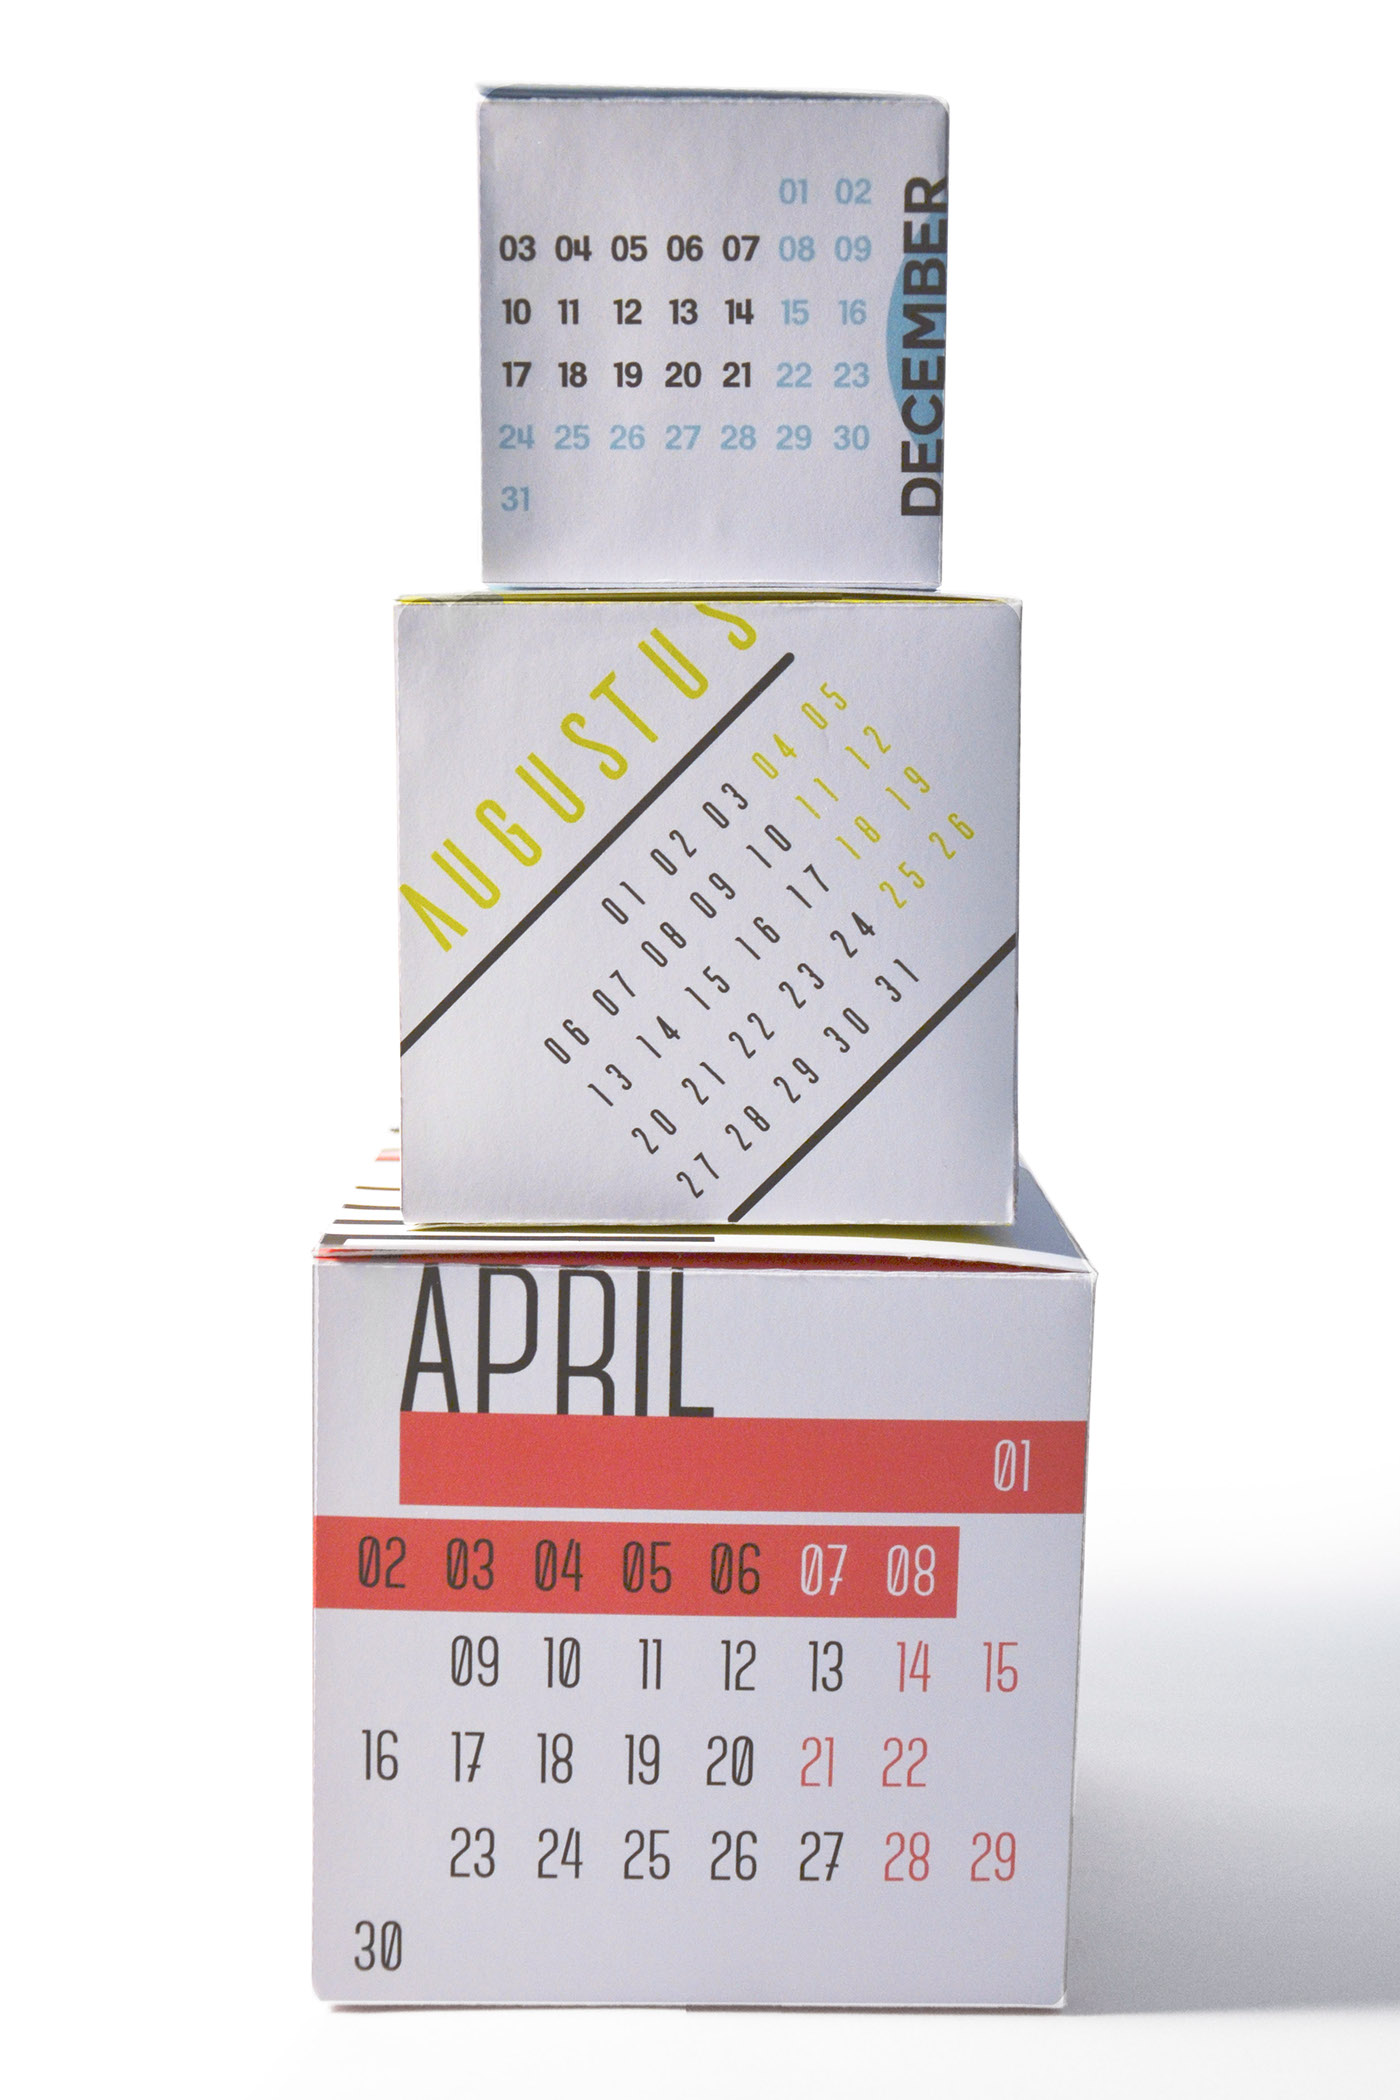 01 02
03 04 05 06 07 08 09
10 11 12 13 14 15 16
17 18 19 20 21 22 23
24 25 26 27 28 29 30
31
DECEMBER
AUGUSTUS
01 02 03 04 05
06 07 08 09 10 11 12
13 14 15 16 17 18 19
20 21 22 23 24 25 26
27 28 29 30 31
APRIL
01
02 03 04 05 06 07 08
09 10 11 12 13 14 15
16 17 18 19 20 21 22
23 24 25 26 27 28 29
30